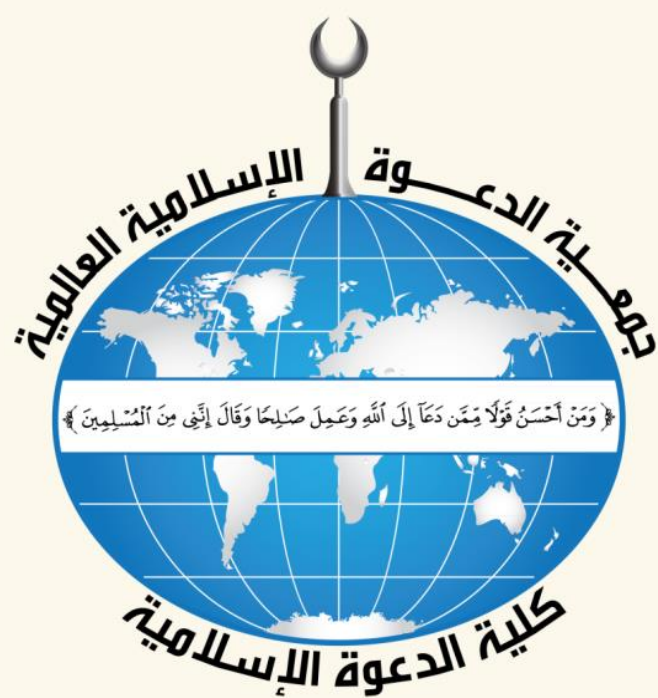 جمعية الدعوة الإسلامية العالمية
﴿ وَمَنْ أَحْسَنُ قَوْلًا مِّمَّن دَعَآ إِلَى ٱللَّهِ وَعَمِلَ صَـٰلِحًا وَقَالَ إِنَّنِى مِنَ ٱلْمُسْلِمِينَ ﴾
كلية الدعوة الإسلامية